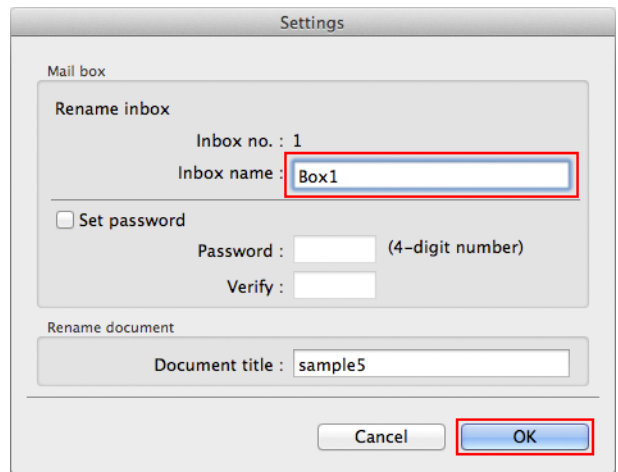 Settings
Mail box
Rename inbox
Inbox no. : 1
Inbox name : Box1
Set password
Password : (4-digit number)
Verify :
Rename document
Document title : sample5
Cancel OK